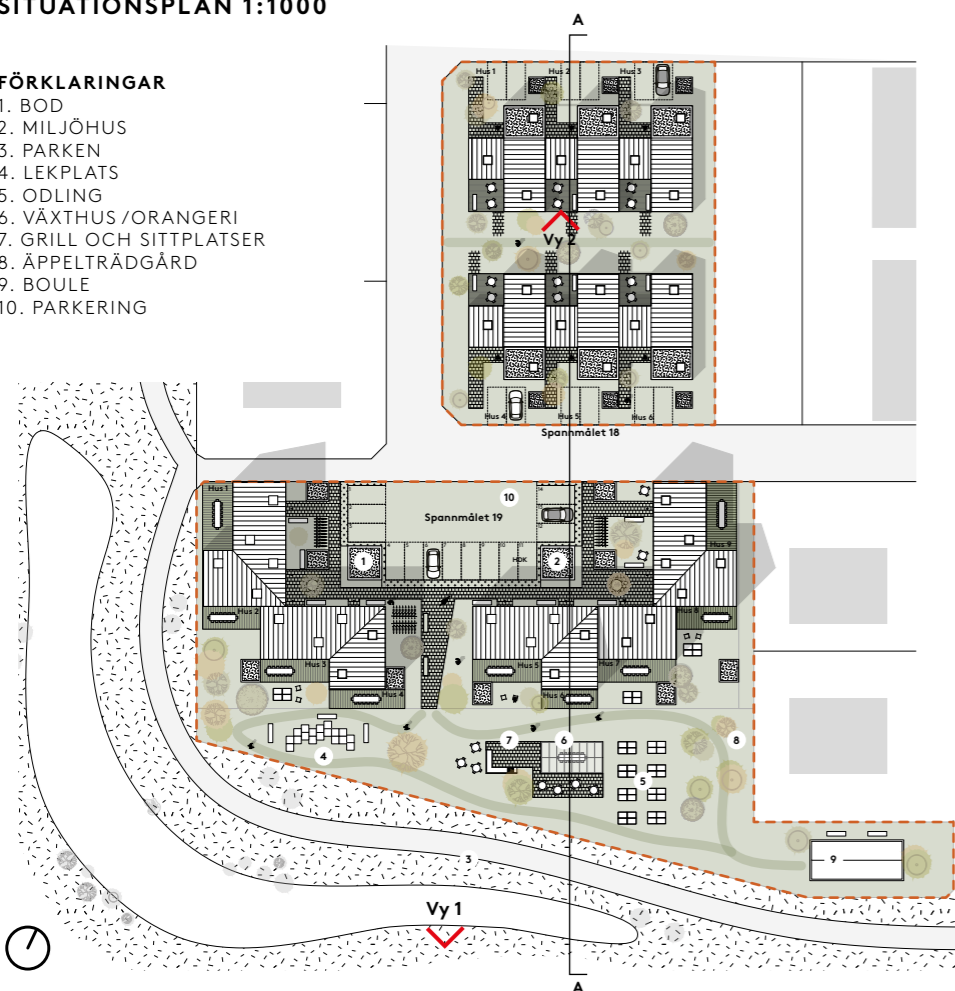 SITUATIONSPLAN 1:1000
FÖRKLARINGAR
1. BOD
2. MILJÖHUS
3. PARKEN
4. LEKPLATS
5. ODLING
6. VÄXTHUS /ORANGERI
7. GRILL OCH SITTPLATSER
8. ÄPPELTRÄDGÅRD
9. BOULE
10. PARKERING
A
Hus 1
Hus 2
Hus 3
Vy 2
Hus 4
Hus 5
Hus 6
Spannmålet 18
Hus 1
10
Spannmålet 19
Hus 9
1
HDK
2
Hus 2
Hus 8
Hus 3
Hus 5
Hus 7
Hus 4
Hus 6
7
6
8
4
5
3
9
Vy 1
A